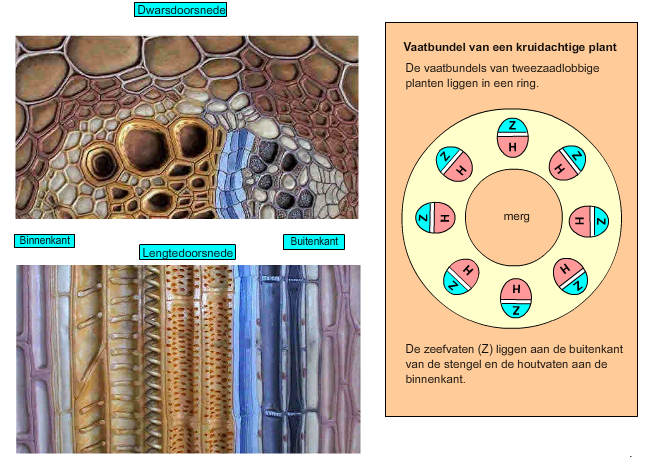 Dwarsdoorsnede
Binnenkant
Lengtedoorsnede
Buitenkant
Vaatbundel van een kruidachtige plant
De vaatbundels van tweezaadlobbige
planten liggen in een ring.
Z
H
Z
H
Z
H
Z
H
merg
H
Z
H
Z
H
Z
H
Z
De zeefvaten (Z) liggen aan de buitenkant
van de stengel en de houtvaten aan de
binnenkant.